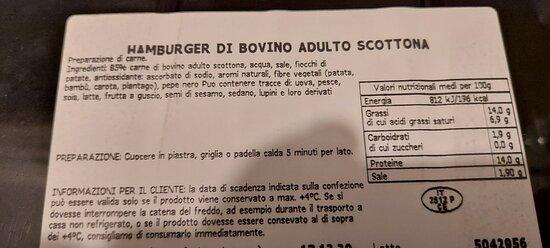 HAMBURGER DI BOVINO ADULTO SCOTTONA
Preparazione di carne.
Ingredienti: 85% carne di bovino adulto scottona, acqua, sale, fiocchi di
patate, antiossidante: ascorbato di sodio, aromi naturali, fibre vegetali (patata,
bambù, carota, plantago), pepe nero Puo contenere tracce di: uova, pesce,
soia, latte, frutta a guscio, semi di sesamo, sedano, lupini e loro derivati
Valori nutrizionali medi per 100g
Energia 812 kJ/196 kcal
Grassi 14,0 g
di cui acidi grassi saturi 6,9 g
Carboidrati 1,9 g
di cui zuccheri 0,0 g
Proteine 14,0 g
Sale 1,90 g
PREPARAZIONE: Cuocere in piastra, griglia o padella calda 5 minuti per lato.
INFORMAZIONI PER IL CLIENTE: la data di scadenza indicata sulla confezione
può essere valida solo se il prodotto viene conservato a max. +4°C. Se si
dovesse interrompere la catena del freddo, ad esempio durante il trasporto a
casa non refrigerato, o se il prodotto dovesse essere conservato al di sopra
dei +4°C, consigliamo di consumarlo immediatamente.
IT
2812 P
CE
Lotto 5042956